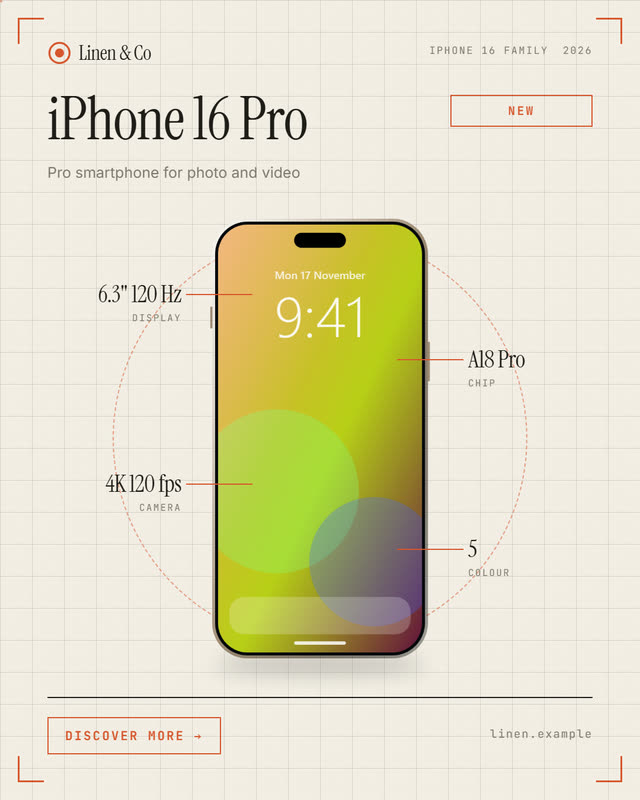 Linen & Co
IPHONE 16 FAMILY 2026
iPhone 16 Pro
NEW
Pro smartphone for photo and video
Mon 17 November
9:41
6.3" 120 Hz
DISPLAY
A18 Pro
CHIP
4K 120 fps
CAMERA
5
COLOUR
DISCOVER MORE →
linen.example